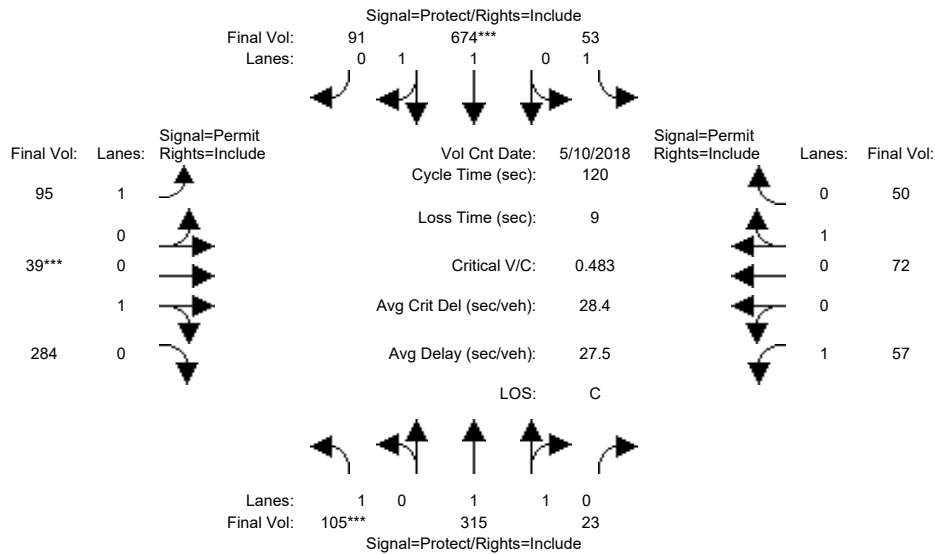 Signal=Protect/Rights=Include
Final Vol: 91 674*** 53
Lanes: 0 1 1 0 1
Signal=Permit Signal=Permit
Final Vol: Lanes: Rights=Include Vol Cnt Date: 5/10/2018 Rights=Include Lanes: Final Vol:
Cycle Time (sec): 120
95 1 0 50
Loss Time (sec): 9
0 1
39*** 0 Critical V/C: 0.483 0 72
1 Avg Crit Del (sec/veh): 28.4 0
284 0 Avg Delay (sec/veh): 27.5 1 57
LOS: C
Lanes: 1 0 1 1 0
Final Vol: 105*** 315 23
Signal=Protect/Rights=Include